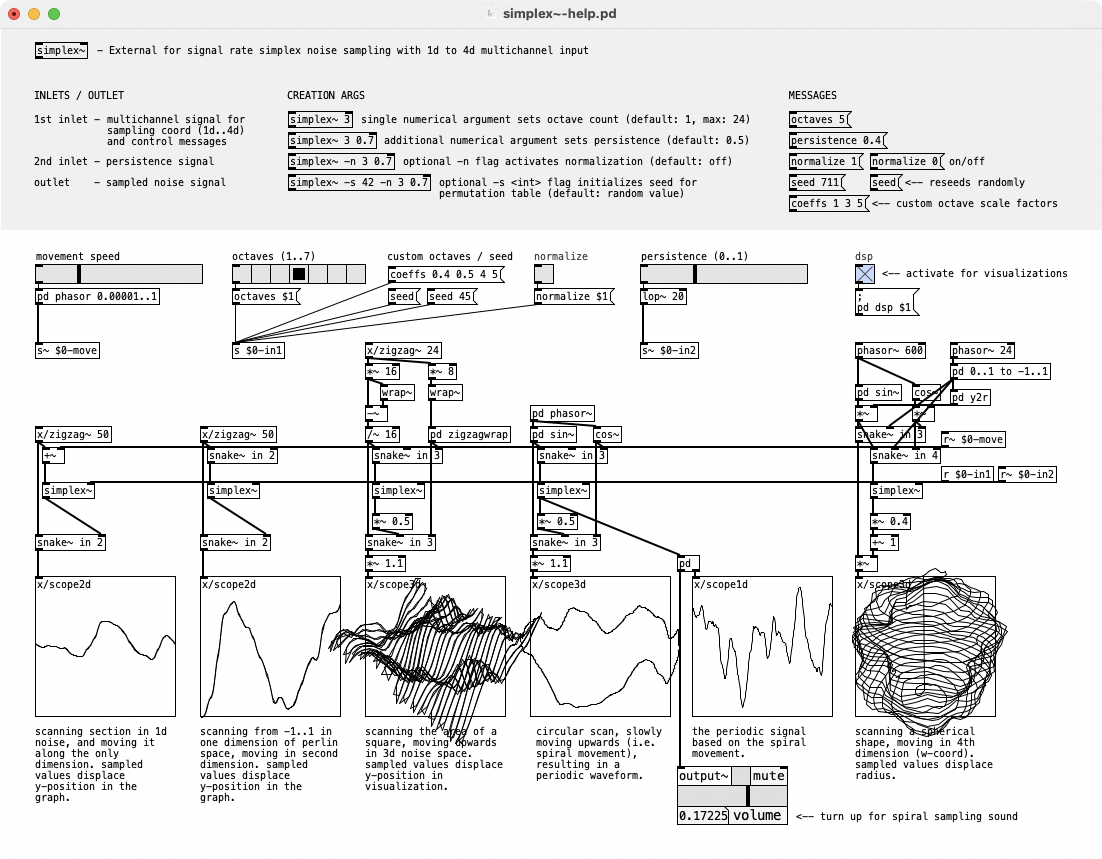 simplex~-help.pd
simplex~ – External for signal rate simplex noise sampling with 1d to 4d multichannel input
INLETS / OUTLET
1st inlet – multichannel signal for
sampling coord (1d..4d)
and control messages
2nd inlet – persistence signal
outlet – sampled noise signal
CREATION ARGS
simplex~ 3 single numerical argument sets octave count (default: 1, max: 24)
simplex~ 3 0.7 additional numerical argument sets persistence (default: 0.5)
simplex~ -n 3 0.7 optional -n flag activates normalization (default: off)
simplex~ -s 42 -n 3 0.7 optional -s <int> flag initializes seed for
permutation table (default: random value)
MESSAGES
octaves 5
persistence 0.4
normalize 1 normalize 0 on/off
seed 711 seed <-- reseeds randomly
coeffs 1 3 5 <-- custom octave scale factors
movement speed octaves (1..7) custom octaves / seed normalize persistence (0..1) dsp
coeffs 0.4 0.5 4 5 <-- activate for visualizations
pd phasor 0.00001..1 octaves $1 seed seed 45 normalize $1 lop~ 20 ;
pd dsp $1
s~ $0-move s $0-in1 x/zigzag~ 24 s~ $0-in2 phasor~ 600 phasor~ 24
*~ 16 *~ 8 pd 0..1 to -1..1
wrap~ wrap~ pd sin~ cos~ pd y2r
-~ pd phasor~ *~ *~
x/zigzag~ 50 x/zigzag~ 50 /~ 16 pd zigzagwrap pd sin~ cos~ snake~ in 3 r~ $0-move
+~ snake~ in 2 snake~ in 3 snake~ in 3 snake~ in 4
r $0-in1 r~ $0-in2
simplex~ simplex~ simplex~ simplex~ simplex~
*~ 0.5 *~ 0.5 *~ 0.4
snake~ in 2 snake~ in 2 snake~ in 3 snake~ in 3 +~ 1
*~ 1.1 *~ 1.1 pd *~
x/scope2d x/scope2d x/scope3d x/scope3d x/scope1d x/scope3d
scanning section in 1d
noise, and moving it
along the only
dimension. sampled
values displace
y-position in the
graph.
scanning from -1..1 in
one dimension of perlin
space, moving in second
dimension. sampled
values displace
y-position in the
graph.
scanning the area of a
square, moving upwards
in 3d noise space.
sampled values displace
y-position in
visualization.
circular scan, slowly
moving upwards (i.e.
spiral movement),
resulting in a
periodic waveform.
the periodic signal
based on the spiral
movement.
scanning a spherical
shape, moving in 4th
dimension (w-coord).
sampled values displace
radius.
output~ mute
0.17225 volume <-- turn up for spiral sampling sound